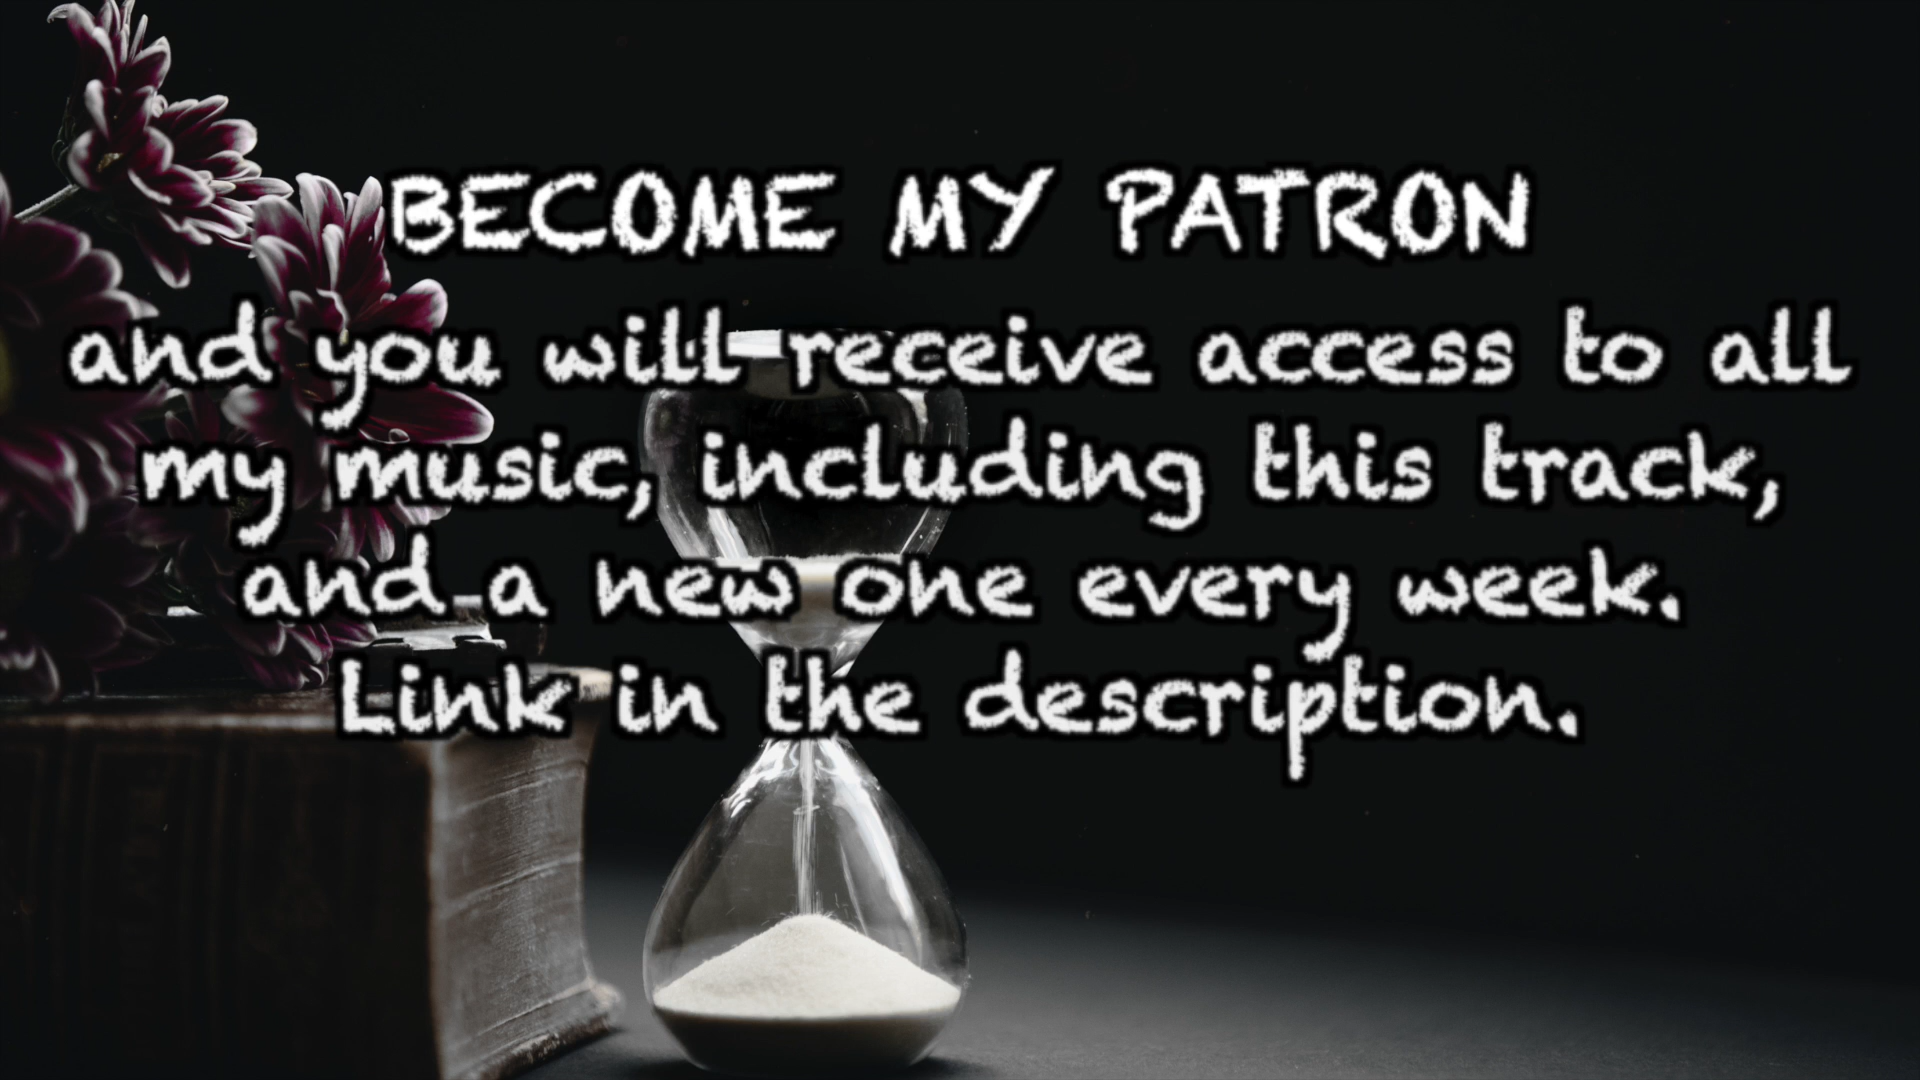 BECOME MY PATRON
and you will receive access to all
my music, including this track,
and a new one every week.
Link in the description.